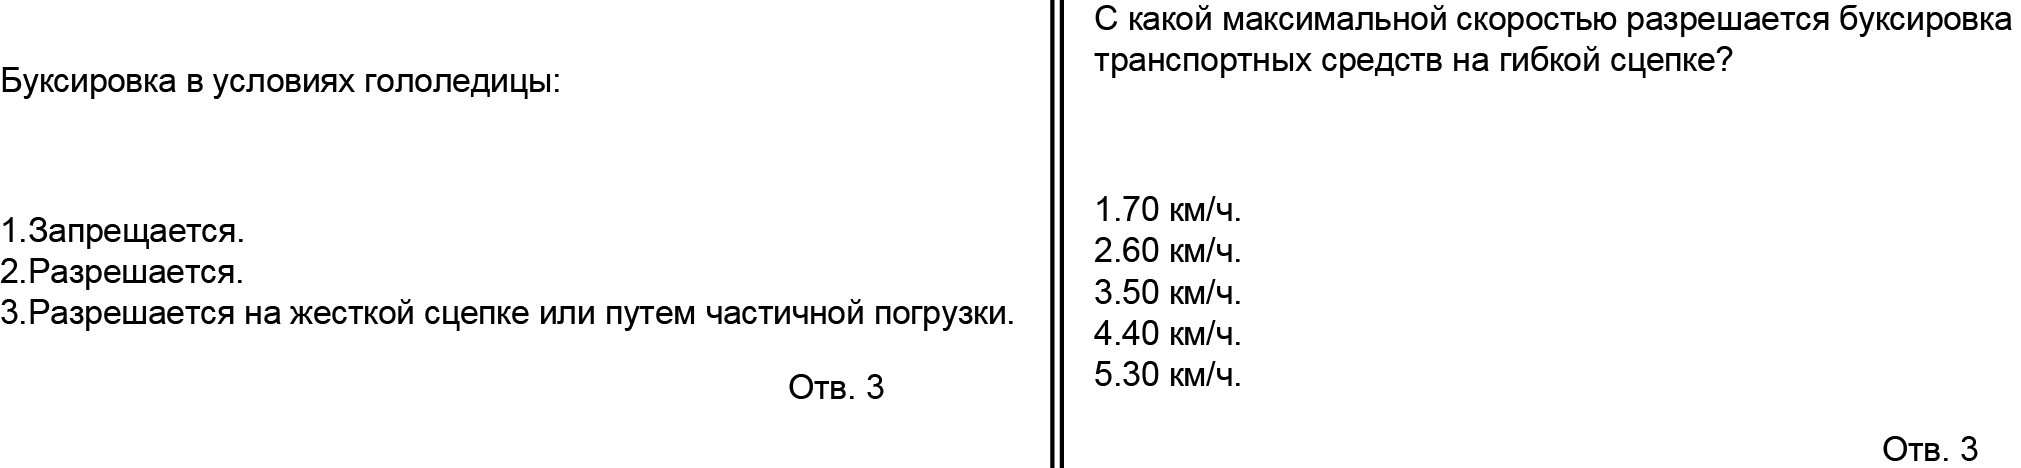 Буксировка в условиях гололедицы:
1.Запрещается.
2.Разрешается.
3.Разрешается на жесткой сцепке или путем частичной погрузки.
Отв. 3
С какой максимальной скоростью разрешается буксировка
транспортных средств на гибкой сцепке?
1.70 км/ч.
2.60 км/ч.
3.50 км/ч.
4.40 км/ч.
5.30 км/ч.
Отв. 3